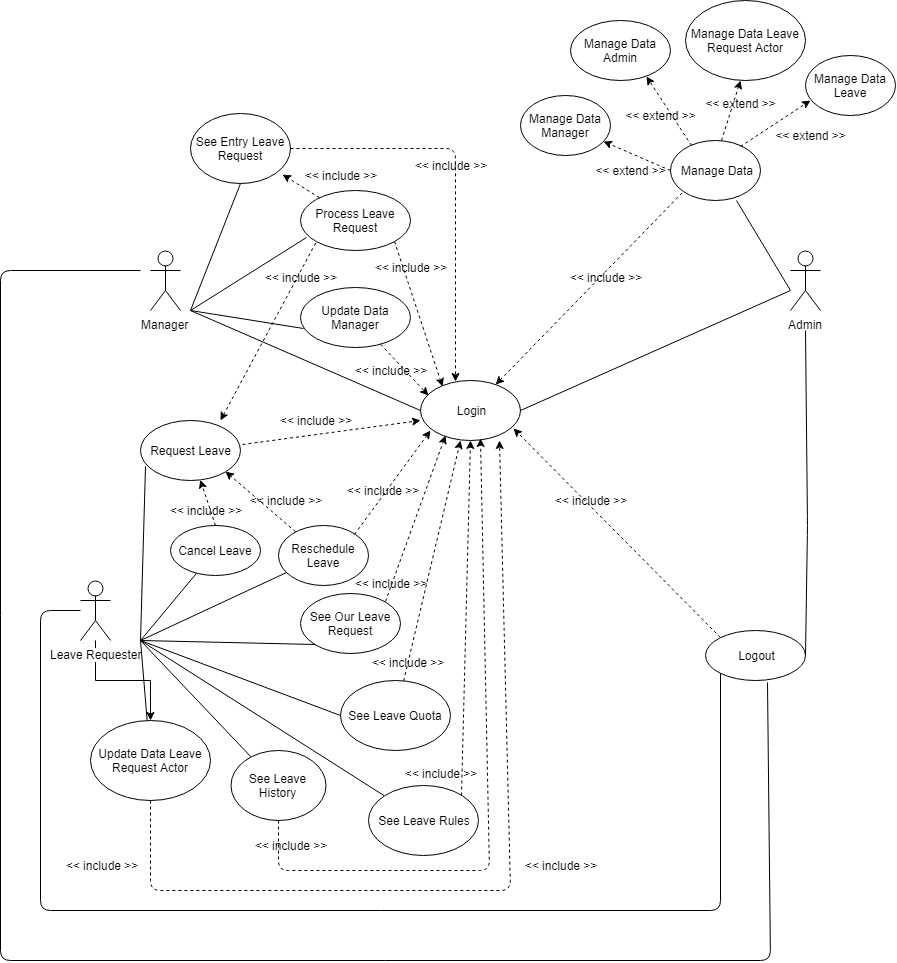 Manage Data Leave
Request Actor
Manage Data
Admin
Manage Data
Leave
<< extend >>
<< extend >>
Manage Data
Manager
<< extend >>
See Entry Leave
Request
<< include >>
<< extend >>
Manage Data
<< include >>
Process Leave
Request
<< include >>
<< include >>
<< include >>
Manager
Update Data
Manager
Admin
<< include >>
Login
<< include >>
Request Leave
<< include >>
<< include >>
<< include >>
<< include >>
Cancel Leave
Reschedule
Leave
<< include >>
See Our Leave
Request
Leave Requester
Logout
<< include >>
See Leave Quota
Update Data Leave
Request Actor
See Leave
History
<< include >>
See Leave Rules
<< include >>
<< include >>
<< include >>